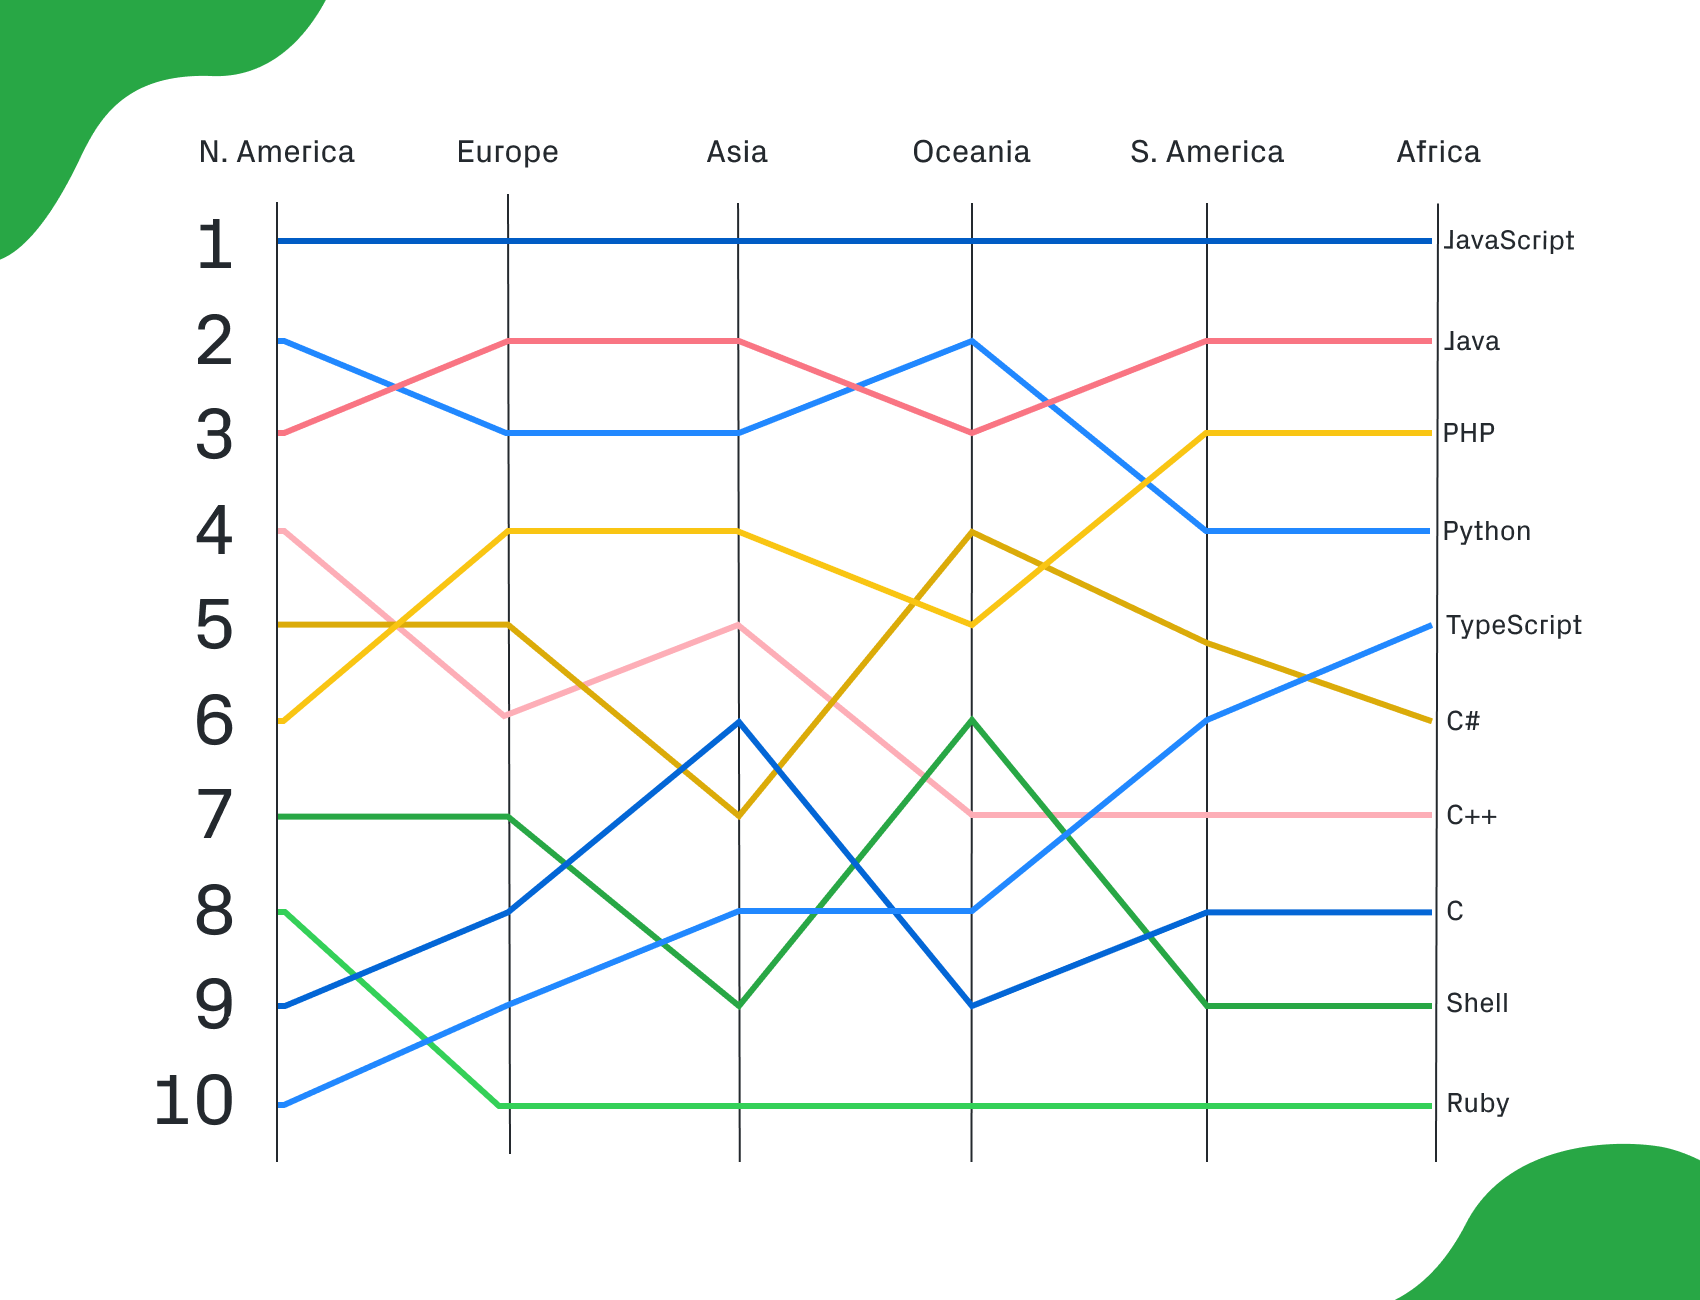 N. America Europe Asia Oceania S. America Africa
1 JavaScript
2 Java
3 PHP
4 Python
5 TypeScript
6 C#
7 C++
8 C
9 Shell
10 Ruby